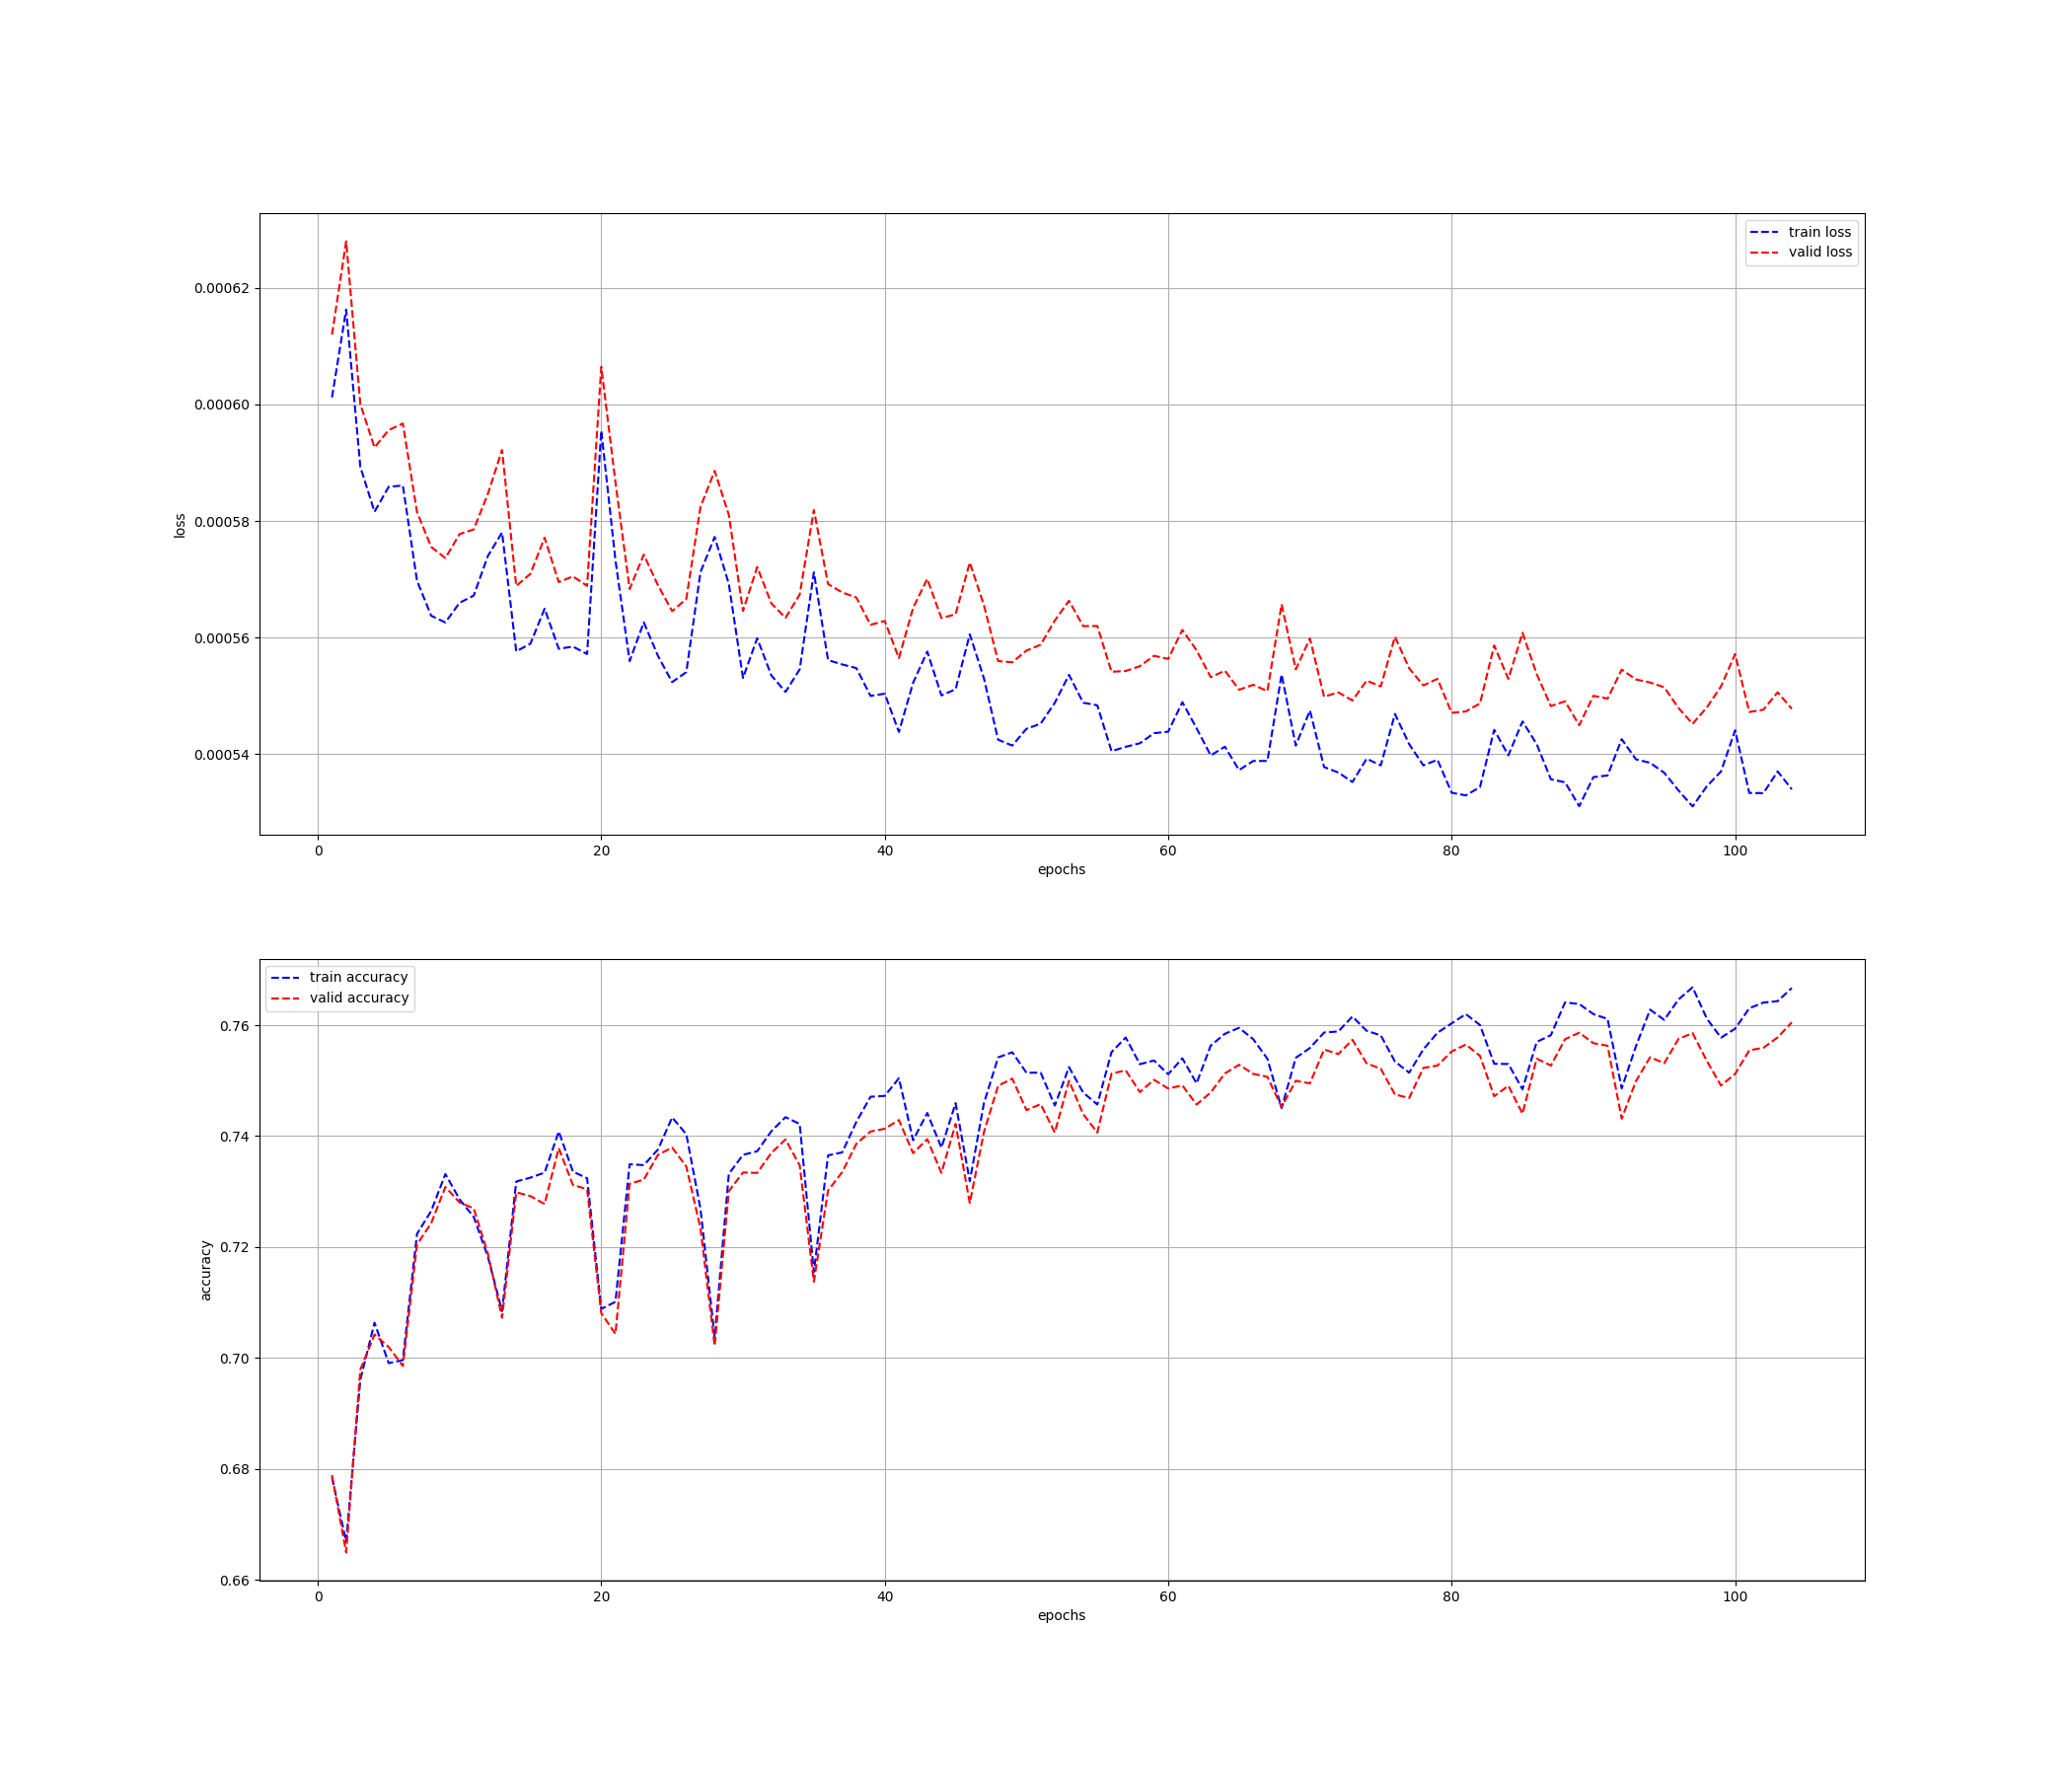 train loss
valid loss
0.00062
0.00060
0.00058
0.00056
0.00054
loss
0 20 40 60 80 100
epochs
train accuracy
valid accuracy
0.76
0.74
0.72
0.70
0.68
0.66
accuracy
0 20 40 60 80 100
epochs